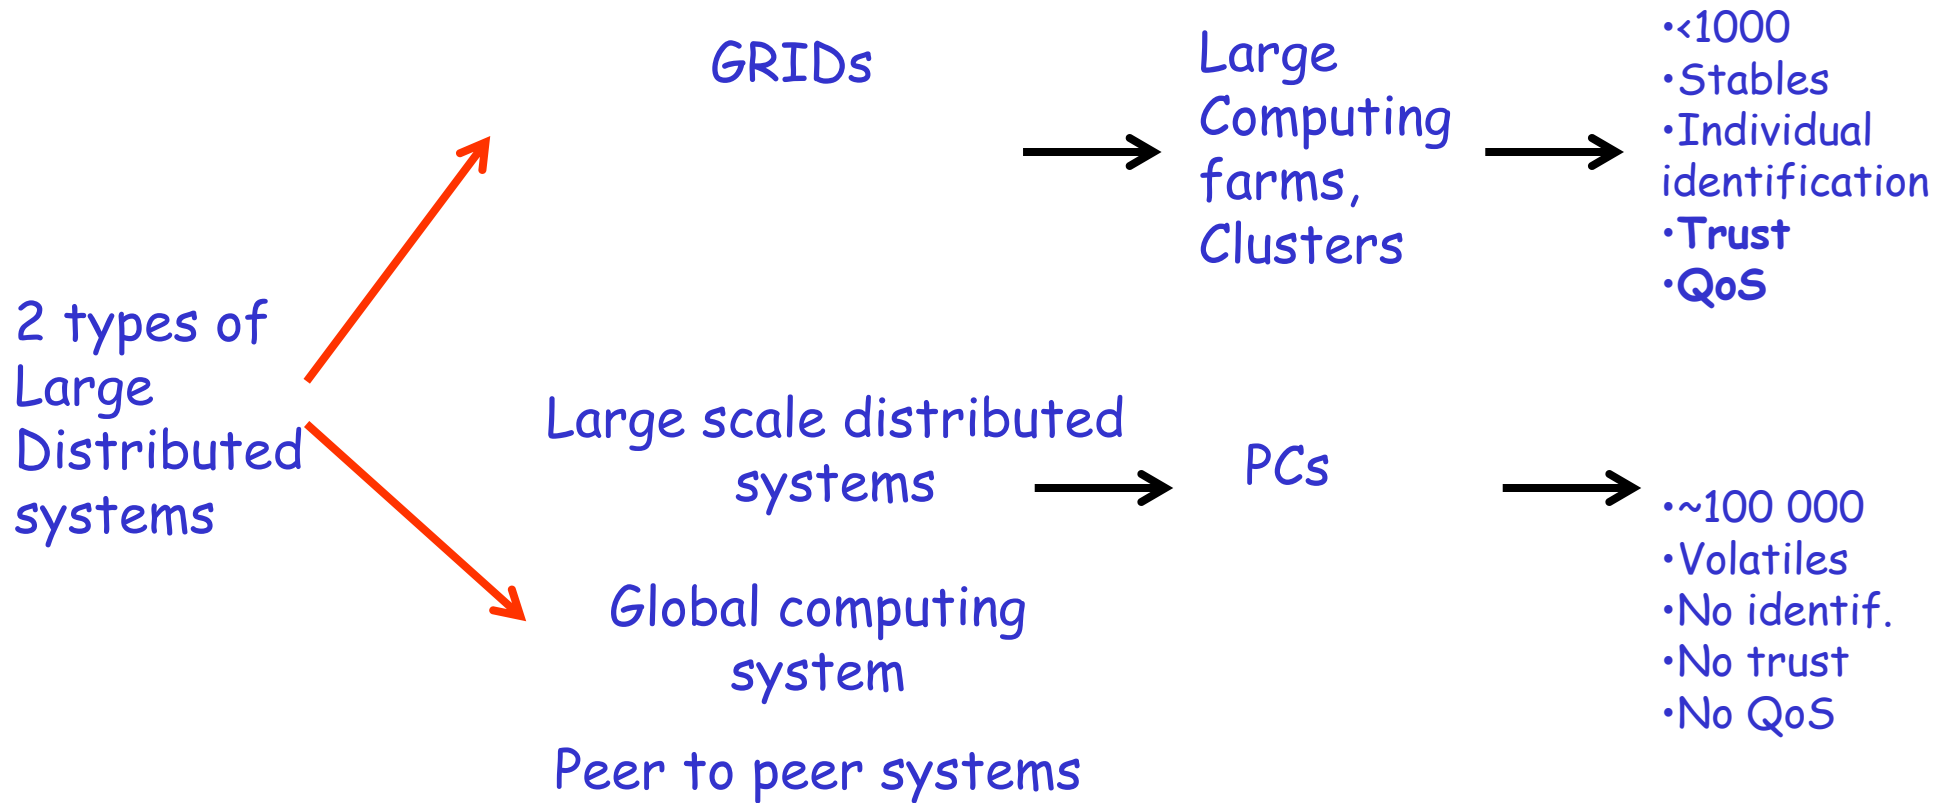 2 types of
Large
Distributed
systems
GRIDs
Large
Computing
farms,
Clusters
•<1000
•Stables
•Individual
identification
•Trust
•QoS
Large scale distributed
systems
Global computing
system
Peer to peer systems
PCs
•~100 000
•Volatiles
•No identif.
•No trust
•No QoS